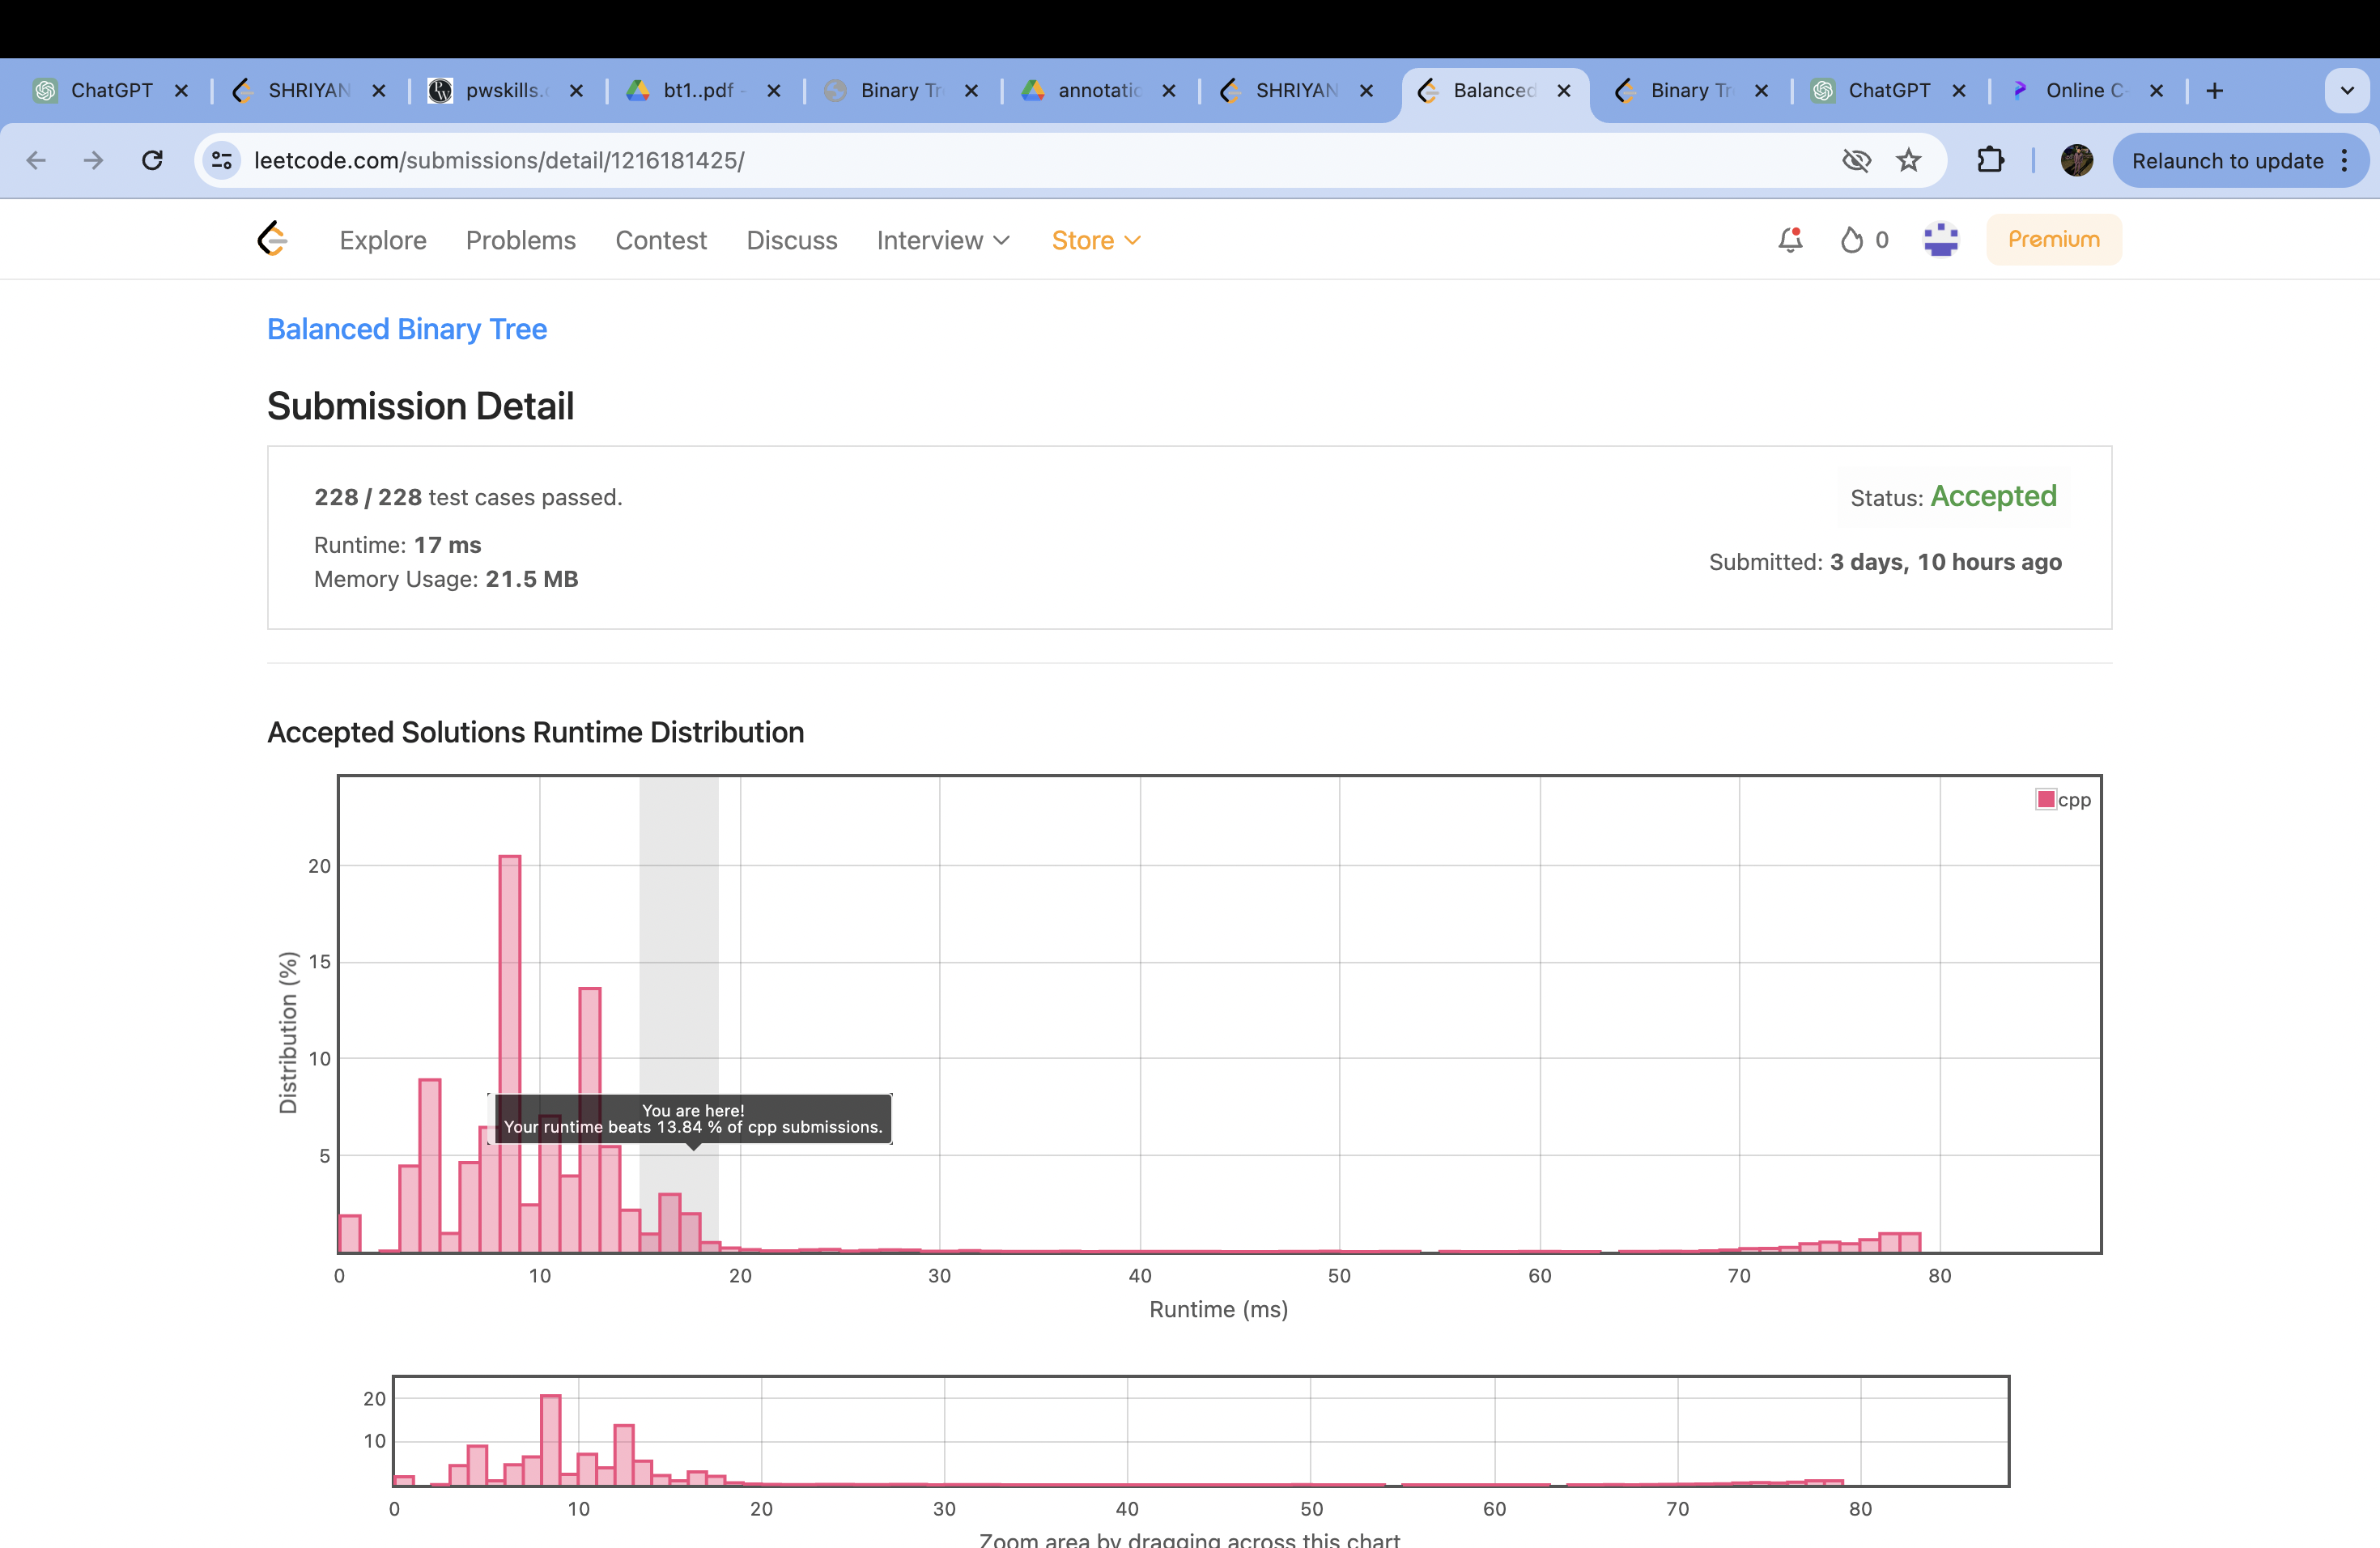 ChatGPT SHRIYAN pwskills. bt1..pdf - Binary Tr annotatic SHRIYAN Balanced Binary Tr ChatGPT Online C
leetcode.com/submissions/detail/1216181425/ Relaunch to update
Explore Problems Contest Discuss Interview Store 0 Premium
Balanced Binary Tree
Submission Detail
228 / 228 test cases passed.
Status: Accepted
Runtime: 17 ms
Submitted: 3 days, 10 hours ago
Memory Usage: 21.5 MB
Accepted Solutions Runtime Distribution
cpp
20
15
10
5
Distribution (%)
You are here!
Your runtime beats 13.84 % of cpp submissions.
0 10 20 30 40 50 60 70 80
Runtime (ms)
20
10
0 10 20 30 40 50 60 70 80
Zoom area by dragging across this chart